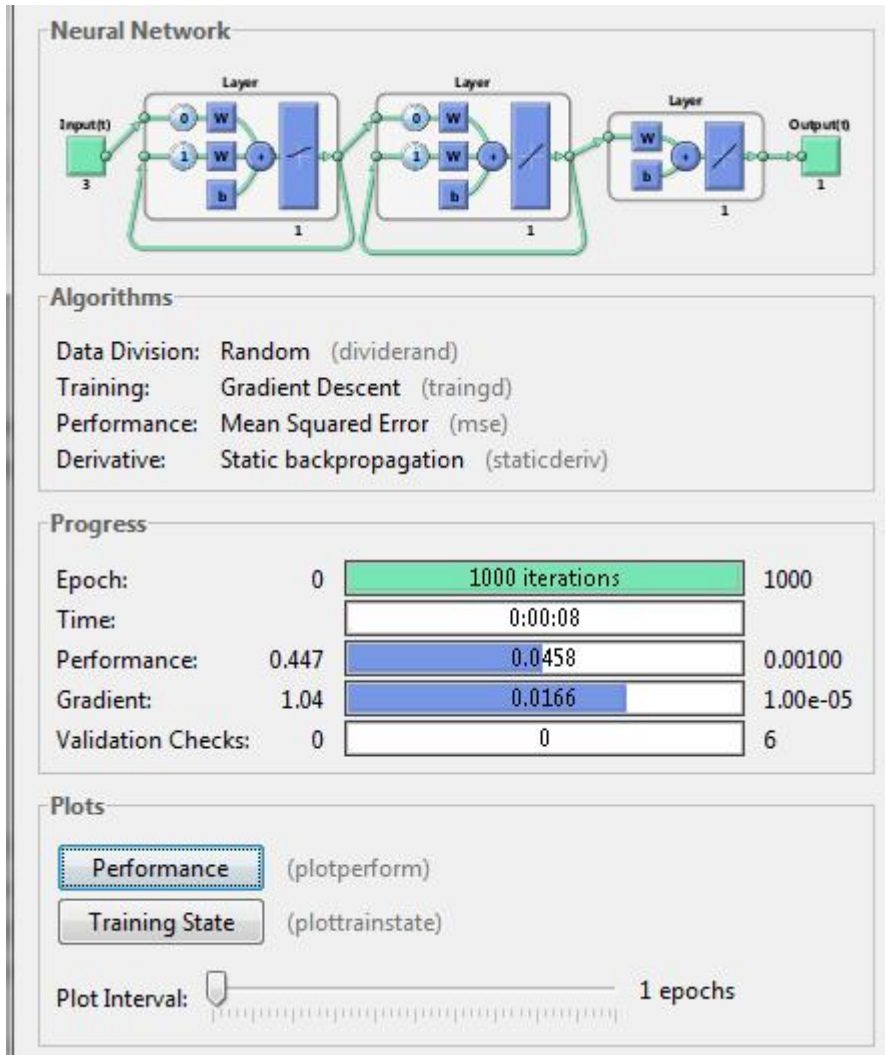 Neural Network
Layer
Layer
Layer
Input(t)
Output(t)
0 W
0 W
W
1 W
1 W
+
+
+
b
b
b
3
1
1
1
1
Algorithms
Data Division: Random (dividerand)
Training: Gradient Descent (traingd)
Performance: Mean Squared Error (mse)
Derivative: Static backpropagation (staticderiv)
Progress
Epoch: 0 1000 iterations 1000
Time: 0:00:08
Performance: 0.447 0.0458 0.00100
Gradient: 1.04 0.0166 1.00e-05
Validation Checks: 0 0 6
Plots
Performance (plotperform)
Training State (plottrainstate)
Plot Interval: 1 epochs